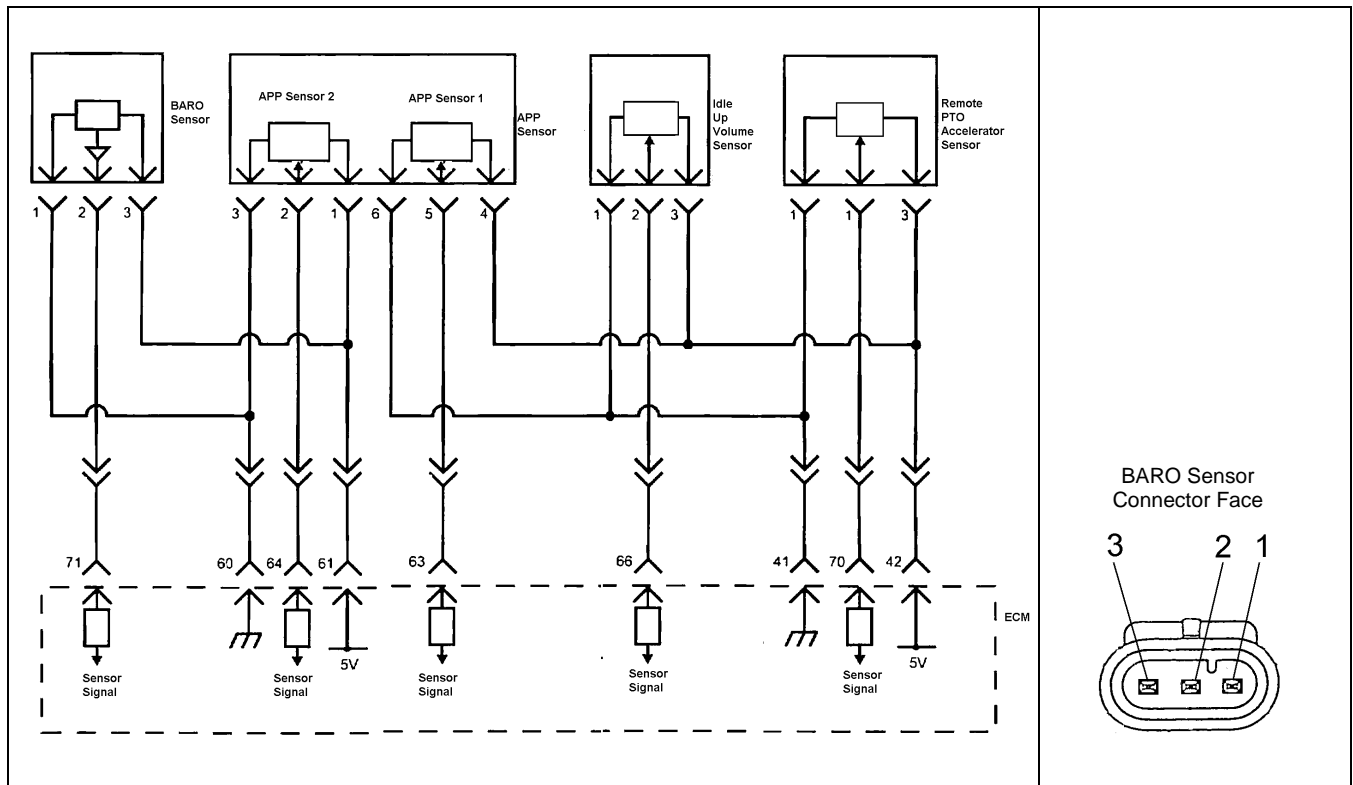 BARO
Sensor
APP Sensor 2
APP Sensor 1
APP
Sensor
Idle
Up
Volume
Sensor
Remote
PTO
Accelerator
Sensor
1 2 3 3 2 1 6 5 4 1 2 3 1 1 3
71 60 64 61 63 66 41 70 42
ECM
Sensor
Signal
Sensor
Signal
5V
Sensor
Signal
Sensor
Signal
Sensor
Signal
5V
BARO Sensor
Connector Face
3 2 1